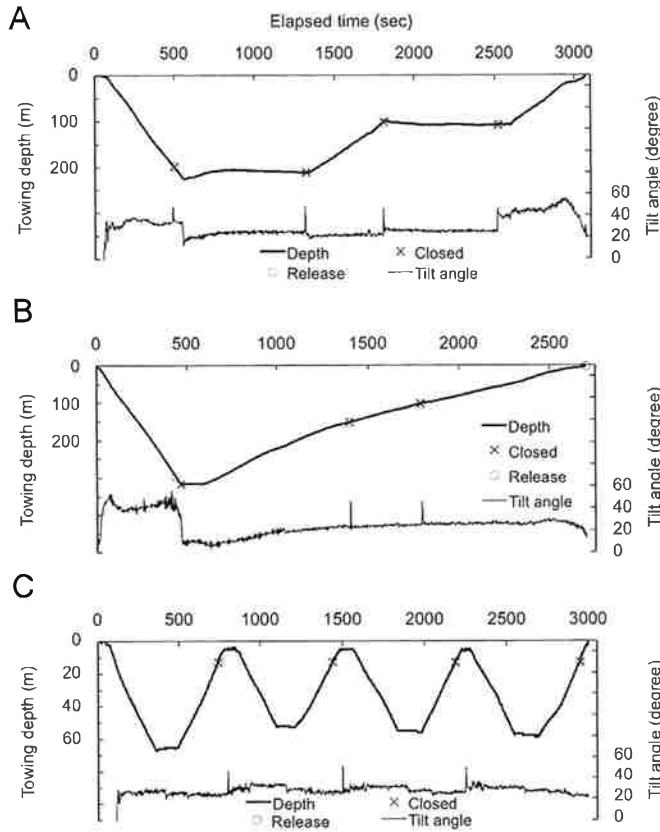 A
Elapsed time (sec)
0 500 1000 1500 2000 2500 3000
Towing depth (m)
0
100
200
Tilt angle (degree)
60
40
20
0
Depth
Closed
Release
Tilt angle
B
0 500 1000 1500 2000 2500
Towing depth (m)
0
100
200
Tilt angle (degree)
60
40
20
0
Depth
Closed
Release
Tilt angle
C
0 500 1000 1500 2000 2500 3000
Towing depth (m)
0
20
40
60
Tilt angle (degree)
60
40
20
0
Depth
Closed
Release
Tilt angle